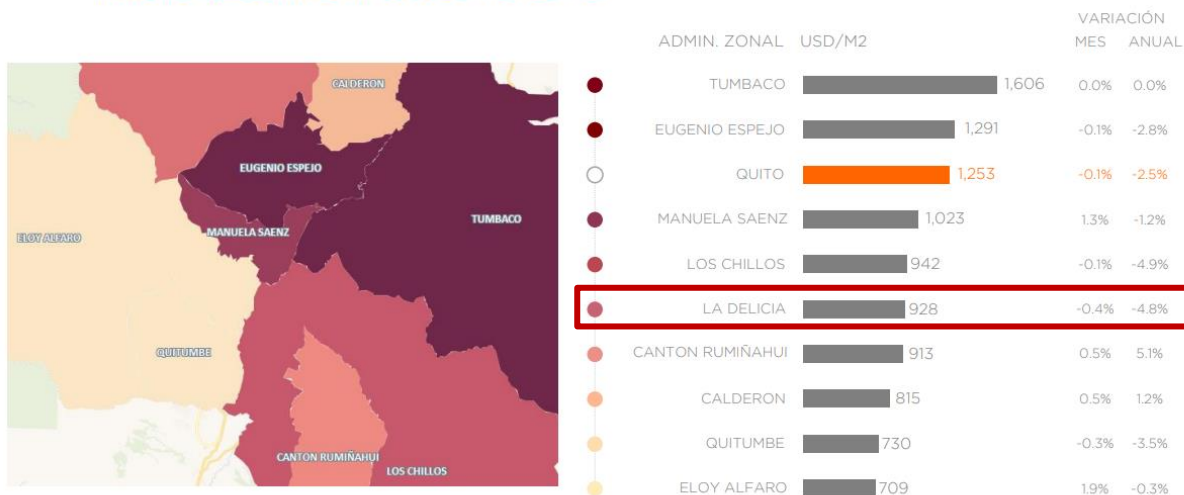 VARIACIÓN
ADMIN. ZONAL USD/M2 MES ANUAL
TUMBACO 1,606 0.0% 0.0%
EUGENIO ESPEJO 1,291 -0.1% -2.8%
QUITO 1,253 -0.1% -2.5%
MANUELA SAENZ 1,023 1.3% -1.2%
LOS CHILLOS 942 -0.1% -4.9%
LA DELICIA 928 -0.4% -4.8%
CANTON RUMIÑAHUI 913 0.5% 5.1%
CALDERON 815 0.5% 1.2%
QUITUMBE 730 -0.3% -3.5%
ELOY ALFARO 709 1.9% -0.3%
CALDERON
EUGENIO ESPEJO
TUMBACO
MANUELA SAENZ
ELOY ALFARO
QUITUMBE
CANTON RUMIÑAHUI
LOS CHILLOS